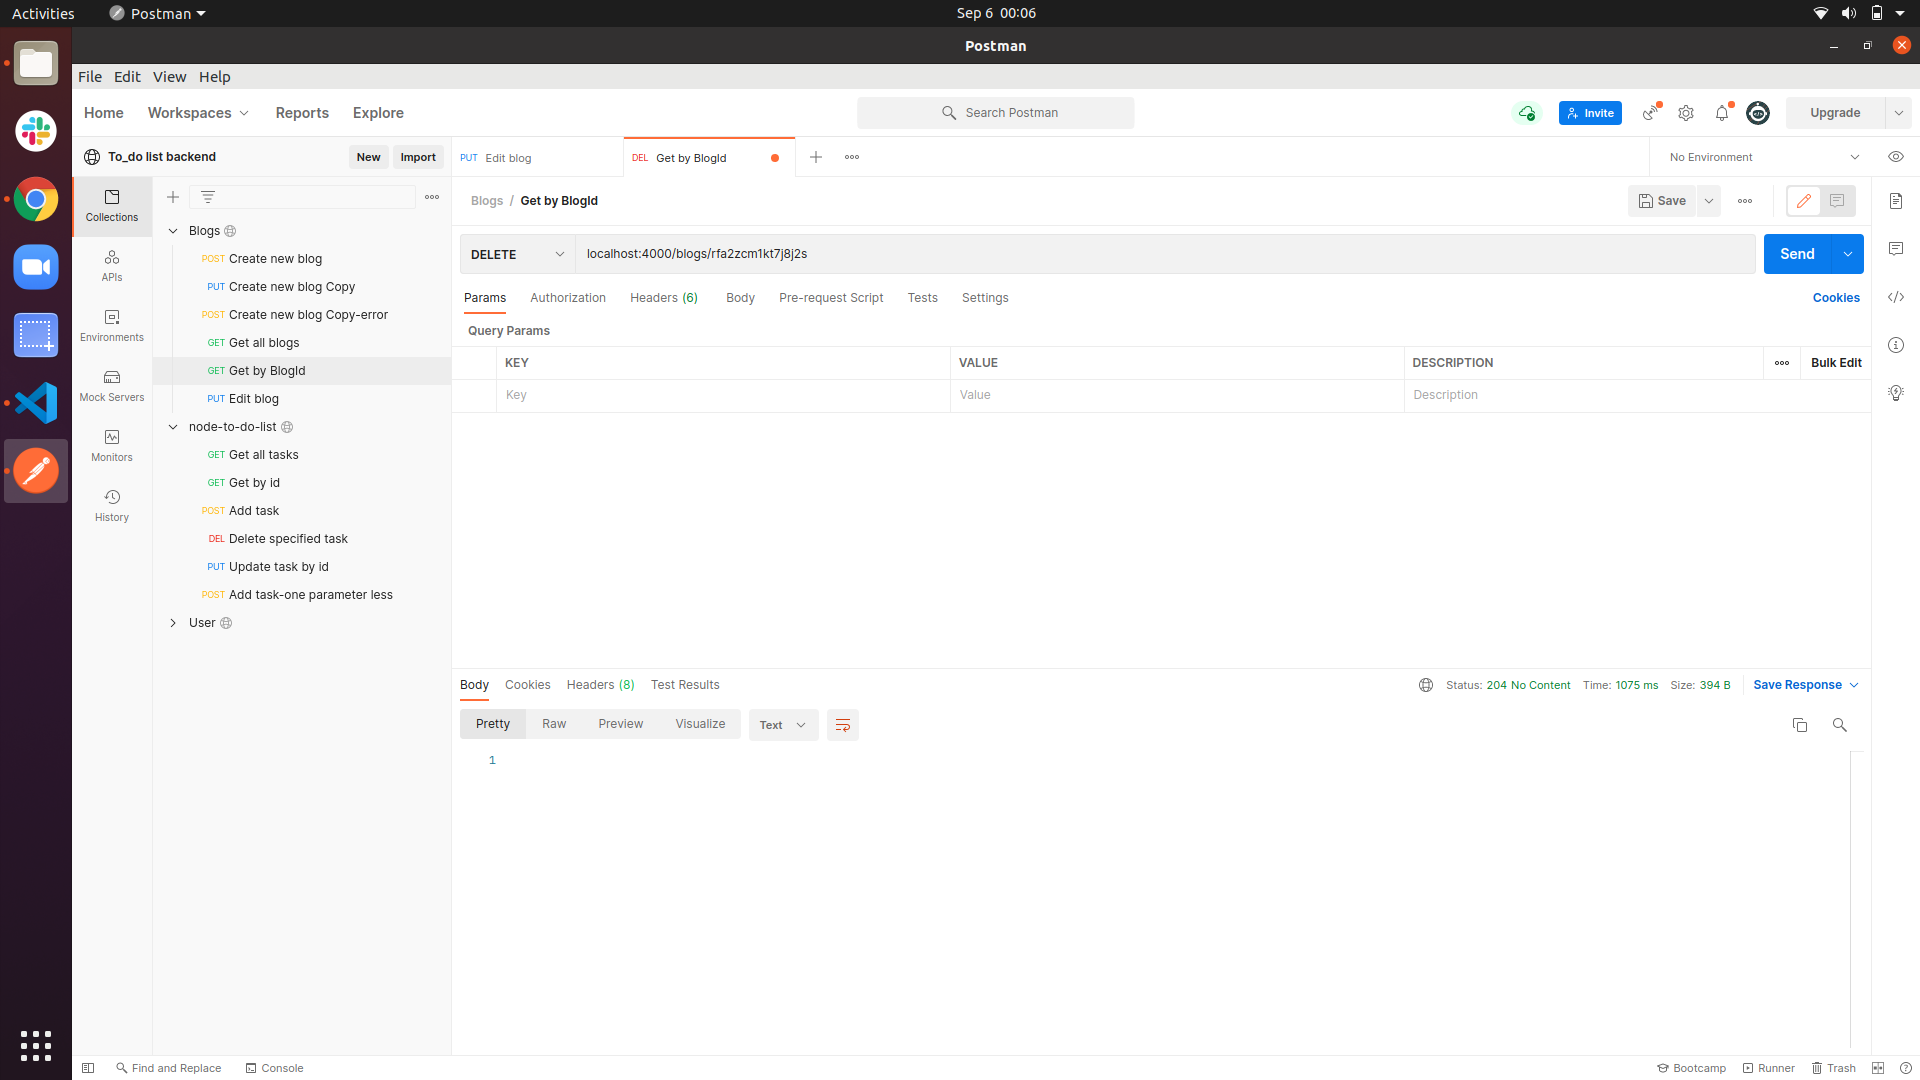 Activities Postman Sep 6 00:06
Postman
File Edit View Help
Home Workspaces Reports Explore Search Postman Invite Upgrade
To_do list backend New Import PUT Edit blog DEL Get by BlogId No Environment
Collections
APIs
Environments
Mock Servers
Monitors
History
Blogs
POST Create new blog
PUT Create new blog Copy
POST Create new blog Copy-error
GET Get all blogs
GET Get by BlogId
PUT Edit blog
node-to-do-list
GET Get all tasks
GET Get by id
POST Add task
DEL Delete specified task
PUT Update task by id
POST Add task-one parameter less
User
Blogs / Get by BlogId Save
DELETE localhost:4000/blogs/rfa2zcm1kt7j8j2s Send
Params Authorization Headers (6) Body Pre-request Script Tests Settings Cookies
Query Params
KEY VALUE DESCRIPTION Bulk Edit
Key Value Description
Body Cookies Headers (8) Test Results Status: 204 No Content Time: 1075 ms Size: 394 B Save Response
Pretty Raw Preview Visualize Text
1
Find and Replace Console Bootcamp Runner Trash